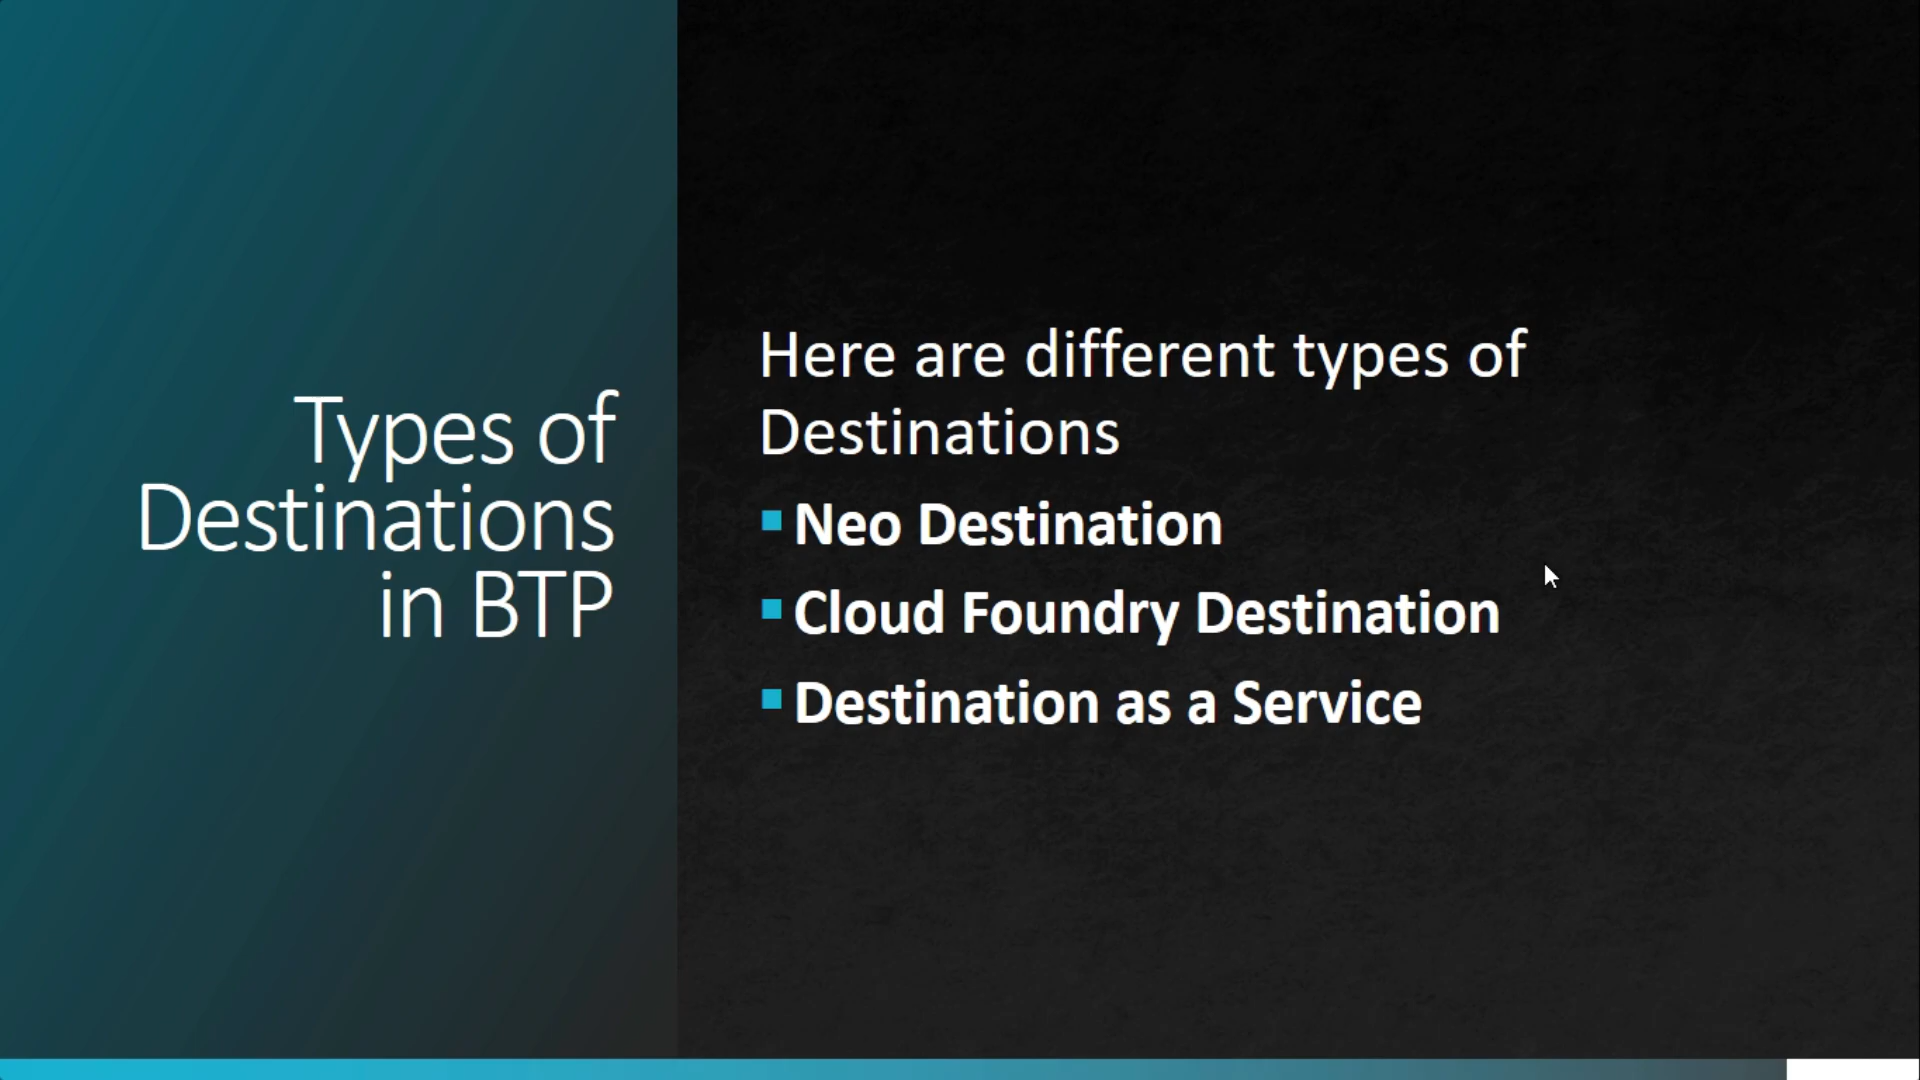 Types of
Destinations
in BTP
Here are different types of
Destinations
Neo Destination
Cloud Foundry Destination
Destination as a Service